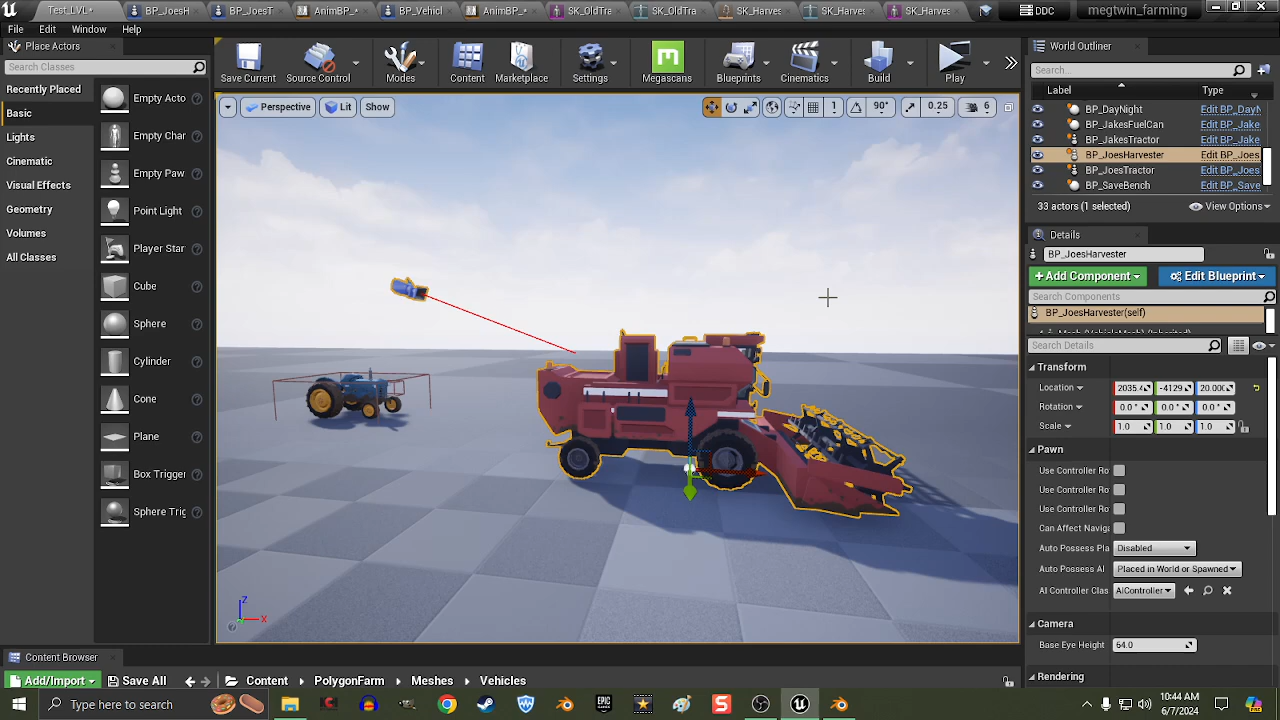 Test_LVL*
BP_JoesH
BP_JoesT
AnimBP_*
BP_Vehicl
AnimBP_*
SK_OldTra
SK_OldTra
SK_Harves
SK_Harve
SK_Harves
DDC
megtwin_farming
File Edit Window Help
Place Actors
Search Classes
Recently Placed
Basic
Lights
Cinematic
Visual Effects
Geometry
Volumes
All Classes
Empty Acto
Empty Char
Empty Paw
Point Light
Player Star
Cube
Sphere
Cylinder
Cone
Plane
Box Trigger
Sphere Trig
Save Current
Source Control
Modes
Content
Marketplace
Settings
Megascans
Blueprints
Cinematics
Build
Play
Perspective
Lit
Show
1
90°
0.25
6
Z
X
World Outliner
Search...
Label
Type
BP_DayNight Edit BP_DayN
BP_JakesFuelCan Edit BP_Jake
BP_JakesTractor Edit BP_Jake
BP_JoesHarvester Edit BP_Joes
BP_JoesTractor Edit BP_Joes
BP_SaveBench Edit BP_Save
33 actors (1 selected)
View Options
Details
BP_JoesHarvester
+ Add Component
Edit Blueprint
Search Components
BP_JoesHarvester(self)
Search Details
Transform
Location 2035.4 -4129 20.000
Rotation 0.0° 0.0° 0.0°
Scale 1.0 1.0 1.0
Pawn
Use Controller Ro
Use Controller Ro
Use Controller Ro
Can Affect Naviga
Auto Possess Pla Disabled
Auto Possess AI Placed in World or Spawned
AI Controller Clas AIController
Camera
Base Eye Height 64.0
Rendering
Content Browser
Add/Import
Save All
Content
PolygonFarm
Meshes
Vehicles
Type here to search
10:44 AM
6/7/2024